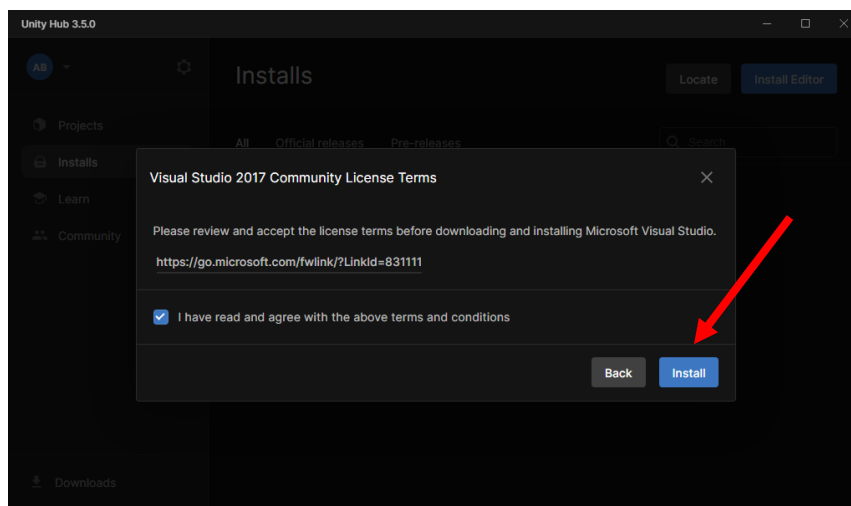 Unity Hub 3.5.0
AB
Installs
Locate
Install Editor
Projects
All
Official releases
Pre-releases
Search
Installs
Visual Studio 2017 Community License Terms
Learn
Please review and accept the license terms before downloading and installing Microsoft Visual Studio.
Community
https://go.microsoft.com/fwlink/?LinkId=831111
I have read and agree with the above terms and conditions
Back
Install
Downloads